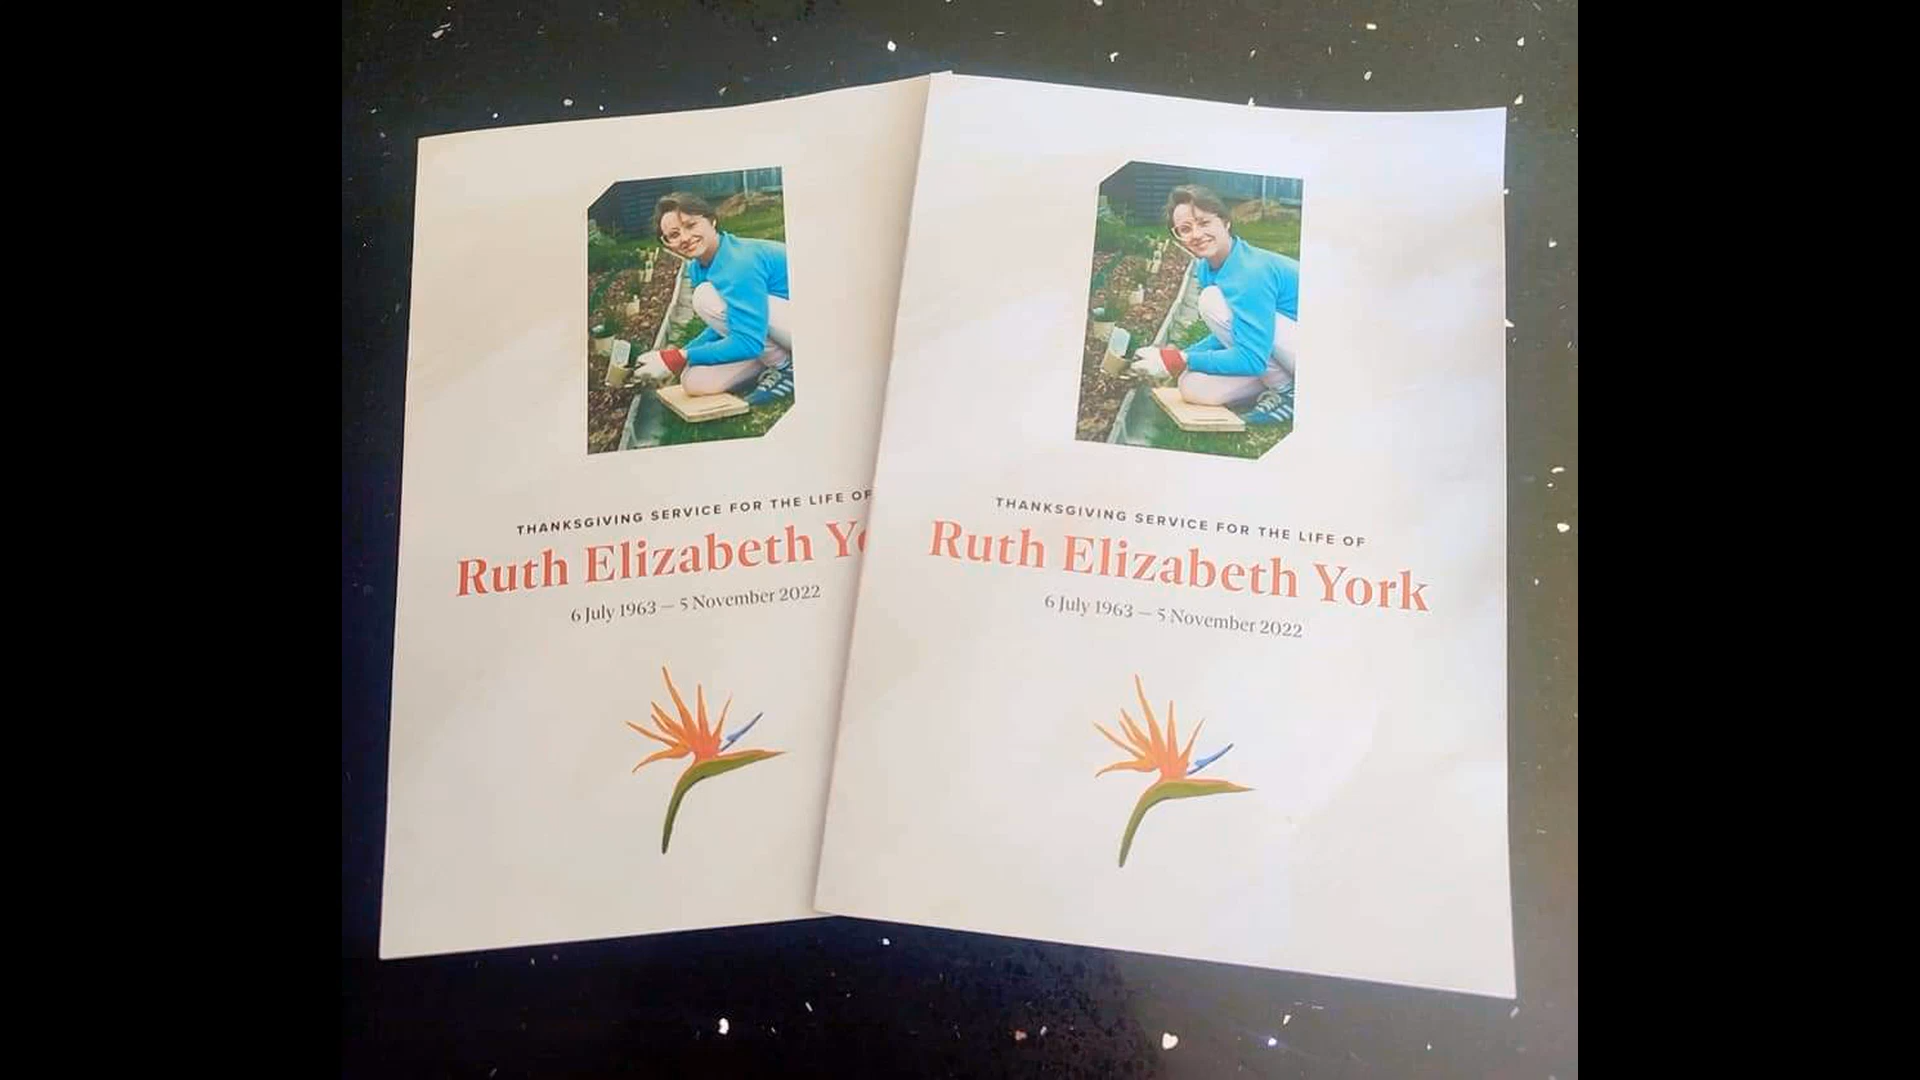 THANKSGIVING SERVICE FOR THE LIFE OF
Ruth Elizabeth Yo
6 July 1963 — 5 November 2022
THANKSGIVING SERVICE FOR THE LIFE OF
Ruth Elizabeth York
6 July 1963 — 5 November 2022